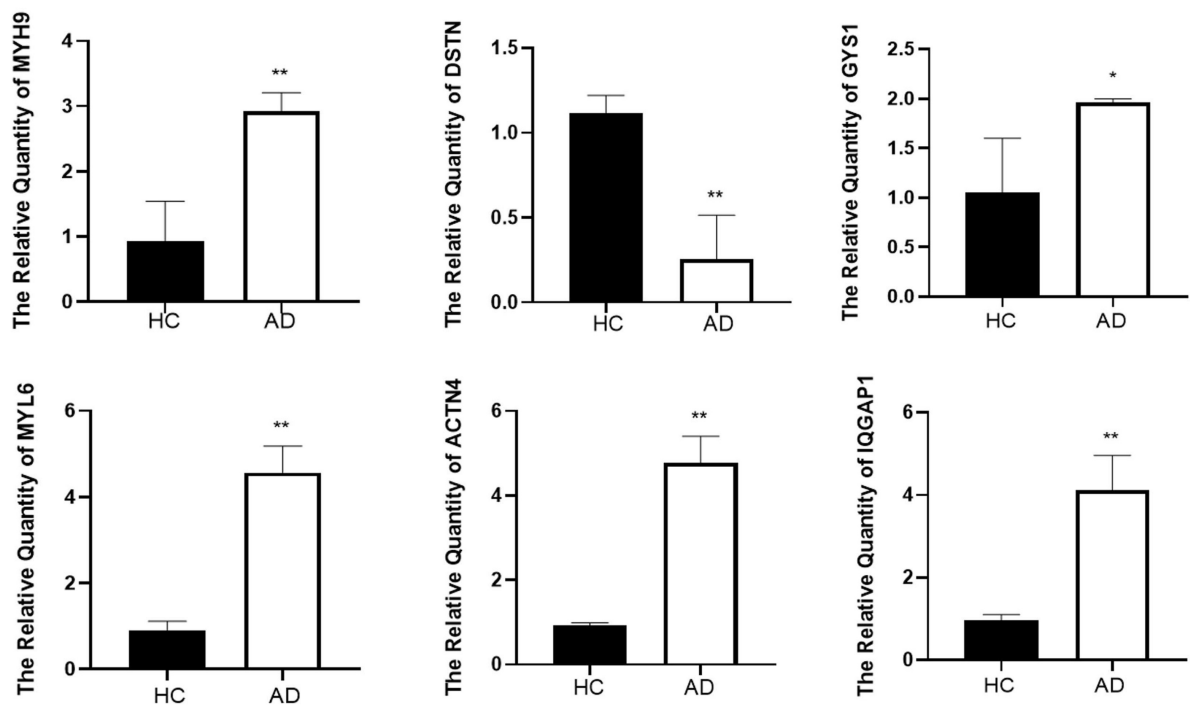 The Relative Quantity of MYH9
4
3
2
1
0
**
HC
AD
The Relative Quantity of DSTN
1.5
1.0
0.5
0.0
**
HC
AD
The Relative Quantity of GYS1
2.5
2.0
1.5
1.0
0.5
0.0
*
HC
AD
The Relative Quantity of MYL6
6
4
2
0
**
HC
AD
The Relative Quantity of ACTN4
6
4
2
0
**
HC
AD
The Relative Quantity of IQGAP1
6
4
2
0
**
HC
AD